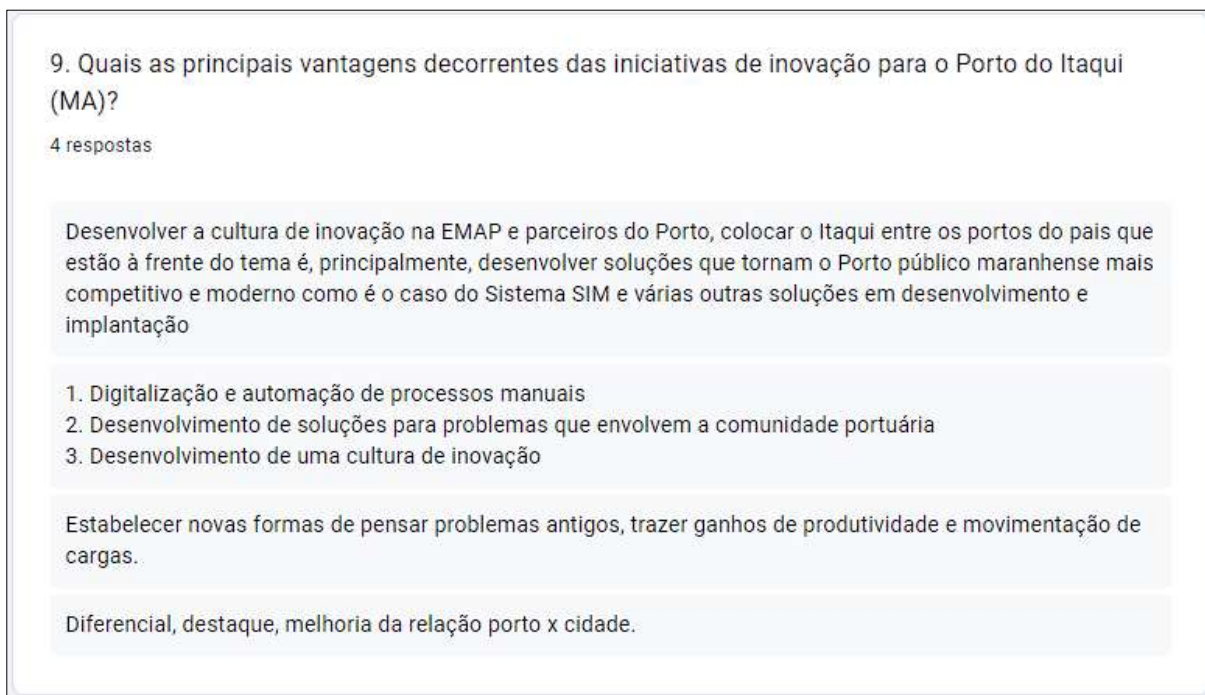 9. Quais as principais vantagens decorrentes das iniciativas de inovação para o Porto do Itaqui
(MA)?
4 respostas
Desenvolver a cultura de inovação na EMAP e parceiros do Porto, colocar o Itaqui entre os portos do pais que
estão à frente do tema é, principalmente, desenvolver soluções que tornam o Porto público maranhense mais
competitivo e moderno como é o caso do Sistema SIM e várias outras soluções em desenvolvimento e
implantação
1. Digitalização e automação de processos manuais
2. Desenvolvimento de soluções para problemas que envolvem a comunidade portuária
3. Desenvolvimento de uma cultura de inovação
Estabelecer novas formas de pensar problemas antigos, trazer ganhos de produtividade e movimentação de
cargas.
Diferencial, destaque, melhoria da relação porto x cidade.